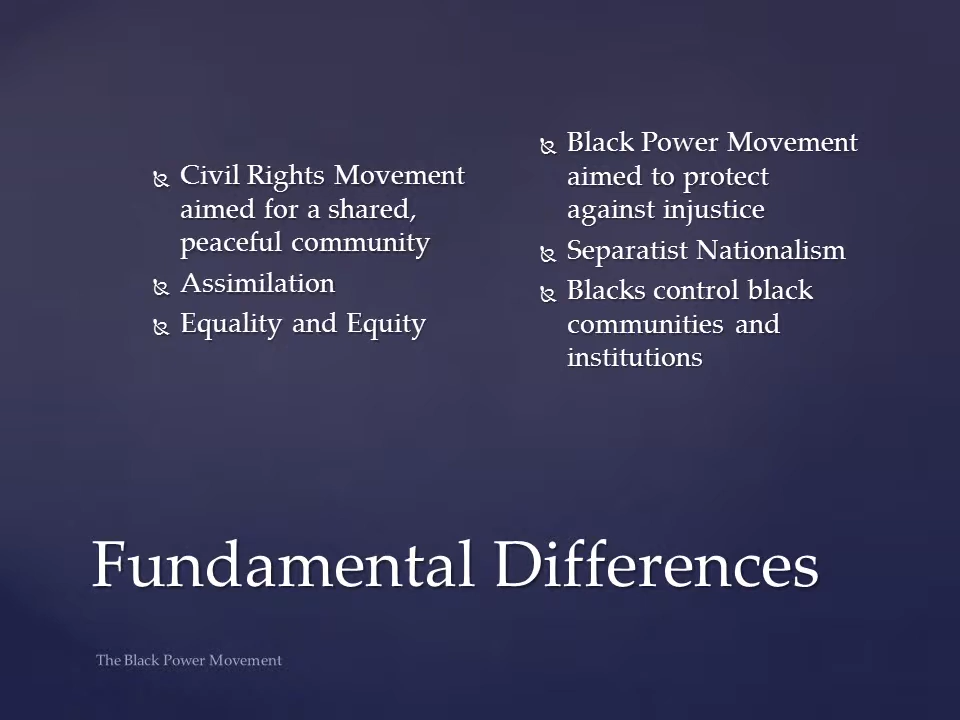 Civil Rights Movement
aimed for a shared,
peaceful community
Assimilation
Equality and Equity
Black Power Movement
aimed to protect
against injustice
Separatist Nationalism
Blacks control black
communities and
institutions
Fundamental Differences
The Black Power Movement